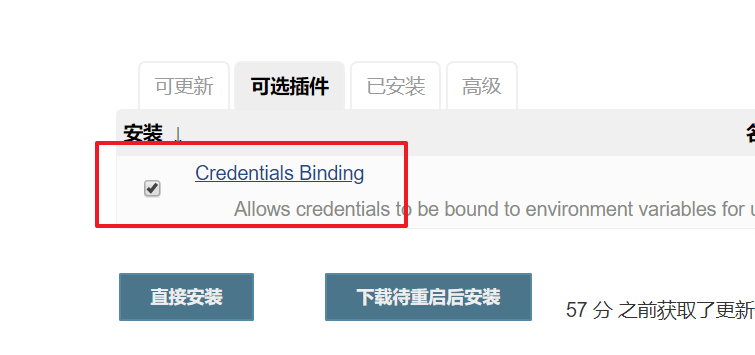 可更新 可选插件 已安装 高级
安装 ↓
Credentials Binding
Allows credentials to be bound to environment variables for
直接安装 下载待重启后安装 57 分 之前获取了更新